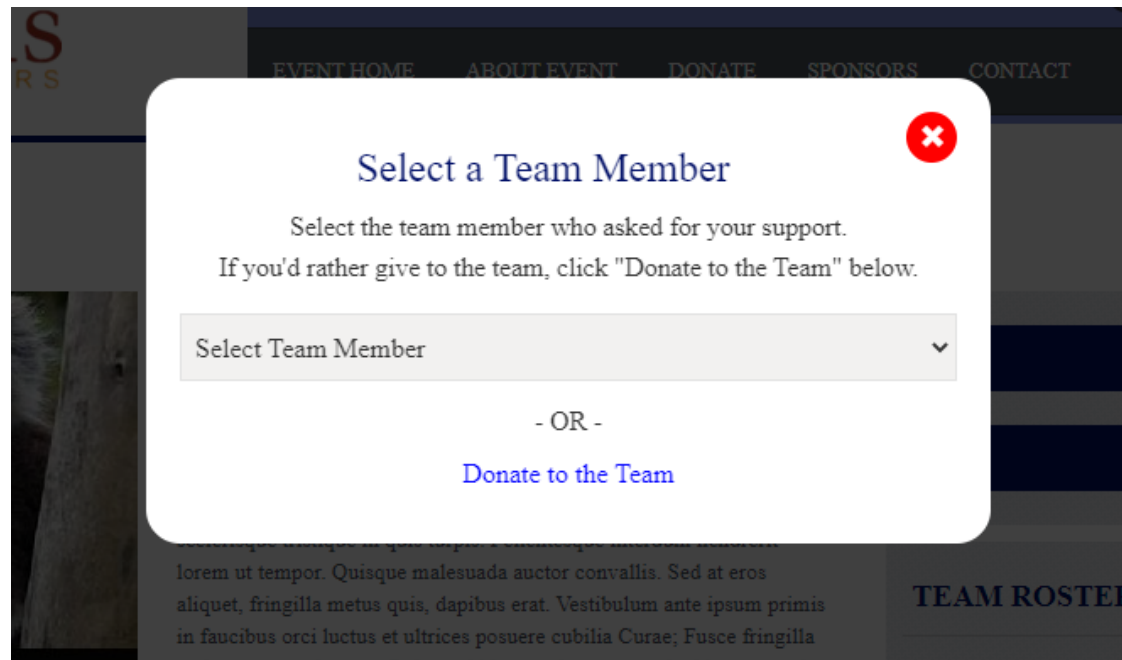 S
RS
EVENT HOME ABOUT EVENT DONATE SPONSORS CONTACT
Select a Team Member
Select the team member who asked for your support.
If you'd rather give to the team, click "Donate to the Team" below.
Select Team Member
- OR -
Donate to the Team
lorem ut tempor. Quisque malesuada auctor convallis. Sed at eros
aliquet, fringilla metus quis, dapibus erat. Vestibulum ante ipsum primis
in faucibus orci luctus et ultrices posuere cubilia Curae; Fusce fringilla
TEAM